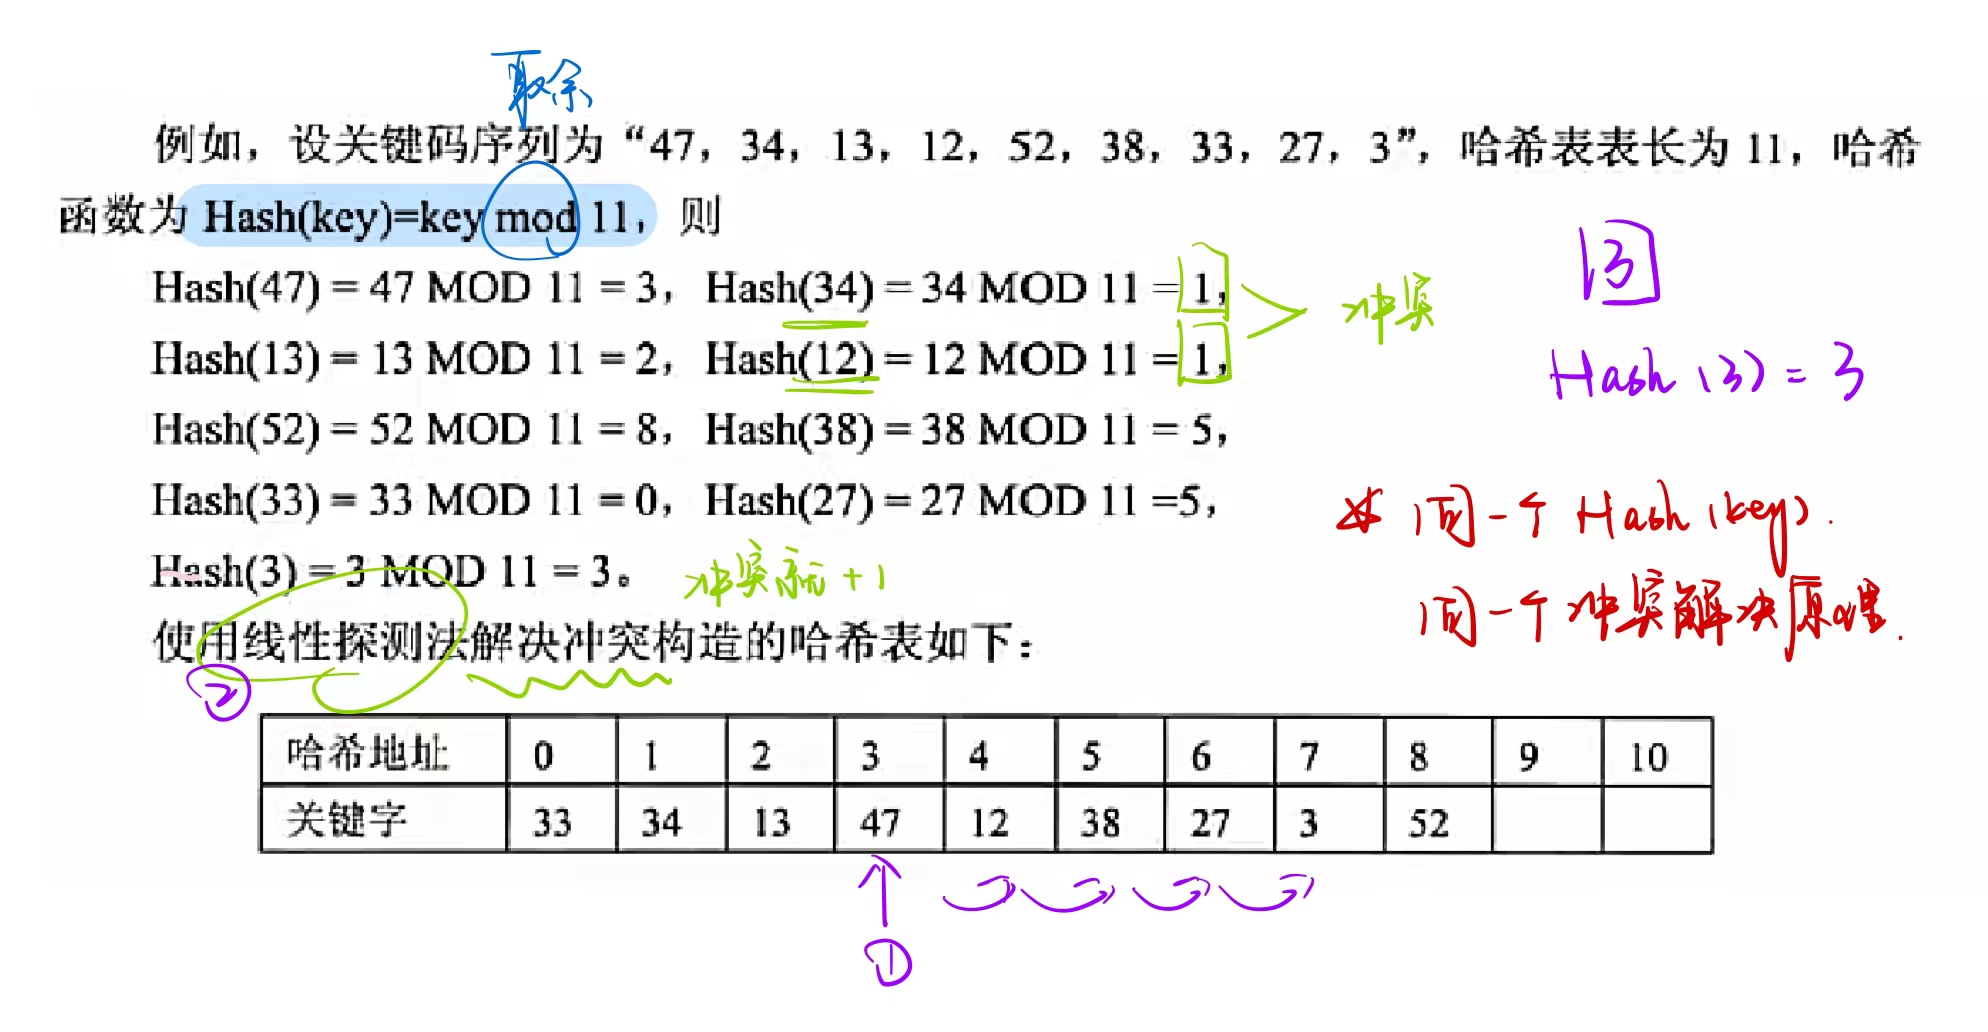 取余
例如，设关键码序列为“47，34，13，12，52，38，33，27，3”，哈希表表长为 11，哈希
函数为 Hash(key)=key mod 11，则
Hash(47) = 47 MOD 11 = 3，Hash(34) = 34 MOD 11 = 1，
冲突
3
Hash(13) = 13 MOD 11 = 2，Hash(12) = 12 MOD 11 = 1，
Hash (3) = 3
Hash(52) = 52 MOD 11 = 8，Hash(38) = 38 MOD 11 = 5，
Hash(33) = 33 MOD 11 = 0，Hash(27) = 27 MOD 11 =5，
同一个 Hash (key).
Hash(3) = 3 MOD 11 = 3。
冲突就 +1
同一个冲突解决原理.
使用线性探测法解决冲突构造的哈希表如下：
②
哈希地址 0 1 2 3 4 5 6 7 8 9 10
关键字 33 34 13 47 12 38 27 3 52
①